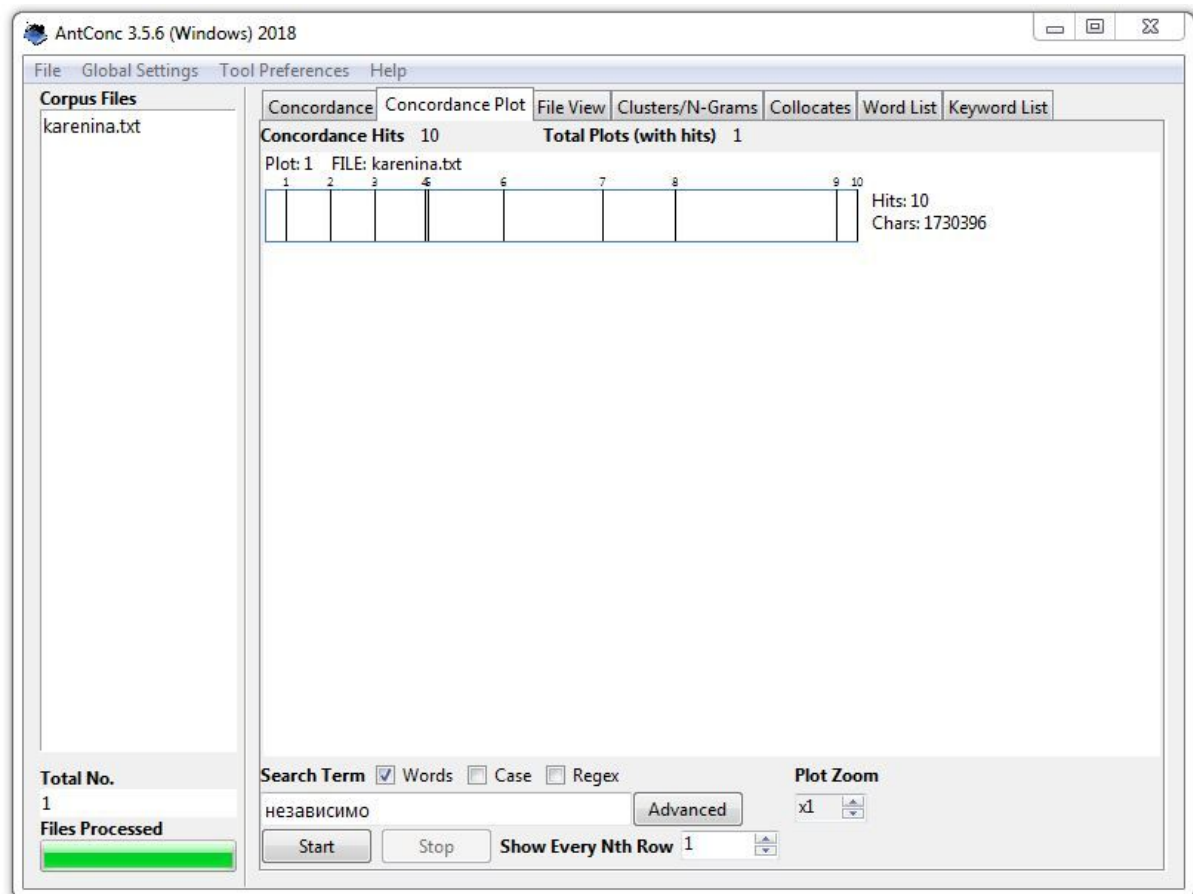 AntConc 3.5.6 (Windows) 2018
File Global Settings Tool Preferences Help
Corpus Files
karenina.txt
Concordance Concordance Plot File View Clusters/N-Grams Collocates Word List Keyword List
Concordance Hits 10 Total Plots (with hits) 1
Plot: 1 FILE: karenina.txt
1 2 3 4 5 6 7 8 9 10
Hits: 10
Chars: 1730396
Total No.
1
Files Processed
Search Term Words Case Regex Plot Zoom
независимо Advanced x1
Start Stop Show Every Nth Row 1